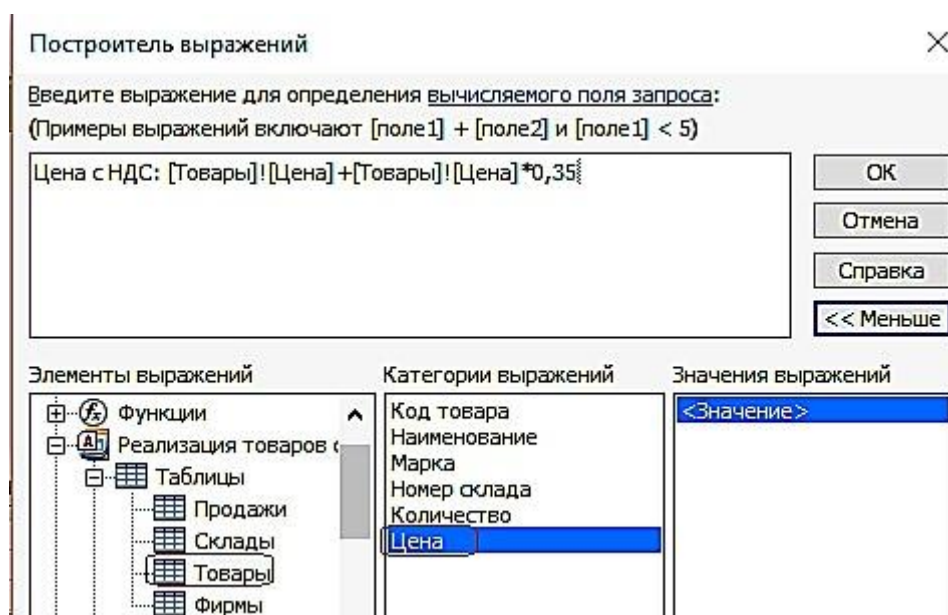 Построитель выражений
Введите выражение для определения вычисляемого поля запроса:
(Примеры выражений включают [поле1] + [поле2] и [поле1] < 5)
Цена с НДС: [Товары]![Цена]+[Товары]![Цена]*0,35
ОК
Отмена
Справка
<< Меньше
Элементы выражений
Категории выражений
Значения выражений
Функции
Реализация товаров
Таблицы
Продажи
Склады
Товары
Фирмы
Код товара
Наименование
Марка
Номер склада
Количество
Цена
<Значение>